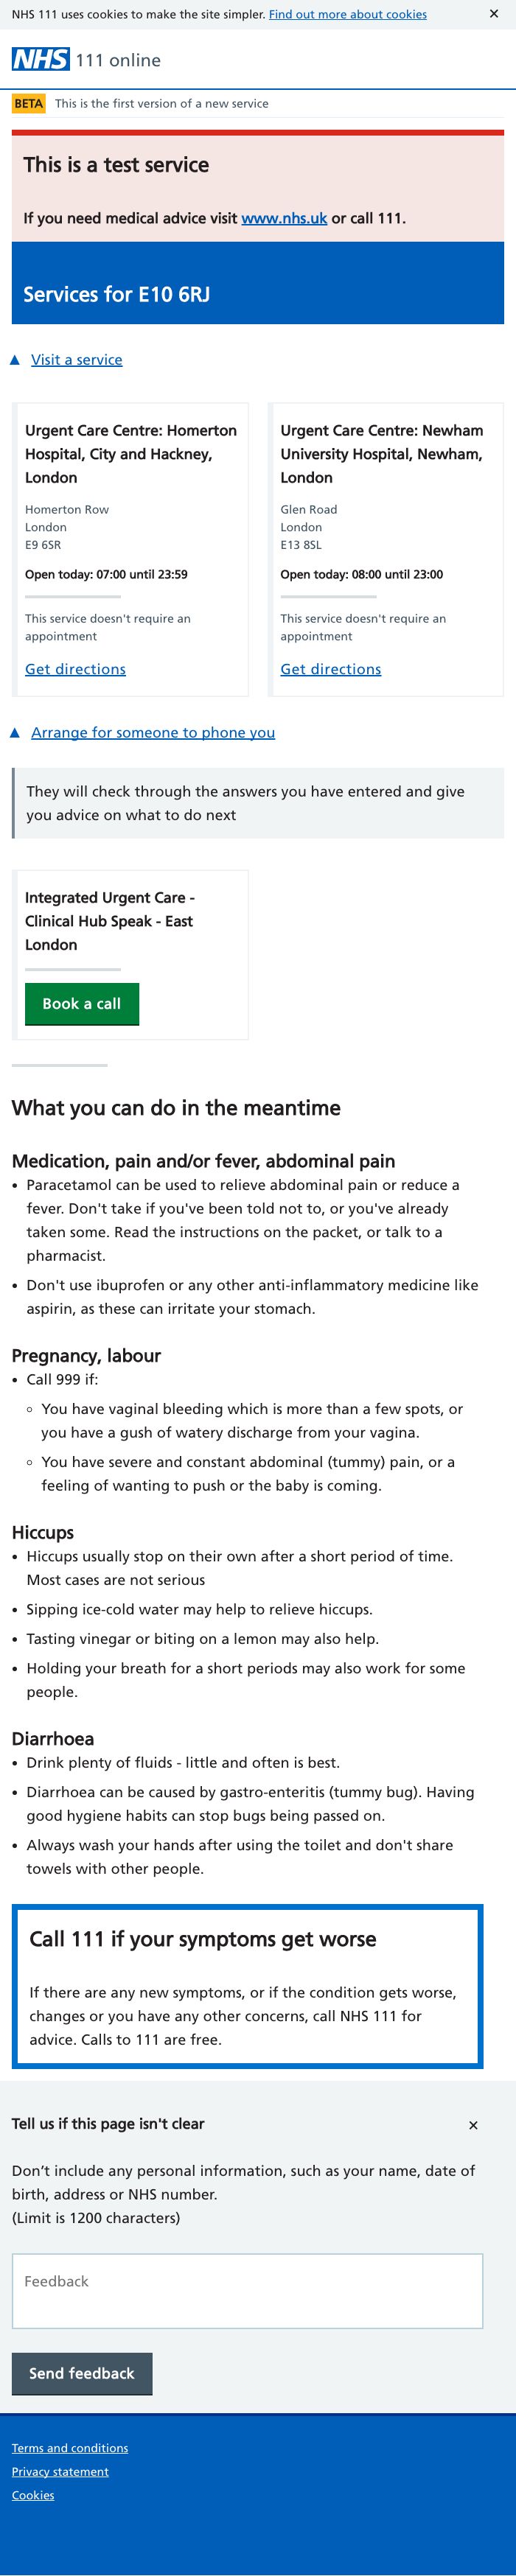 NHS 111 uses cookies to make the site simpler. Find out more about cookies ✕
NHS 111 online
BETA This is the first version of a new service
This is a test service
If you need medical advice visit www.nhs.uk or call 111.
Services for E10 6RJ
▲ Visit a service
Urgent Care Centre: Homerton
Hospital, City and Hackney,
London
Homerton Row
London
E9 6SR
Open today: 07:00 until 23:59
This service doesn't require an
appointment
Get directions
Urgent Care Centre: Newham
University Hospital, Newham,
London
Glen Road
London
E13 8SL
Open today: 08:00 until 23:00
This service doesn't require an
appointment
Get directions
▲ Arrange for someone to phone you
They will check through the answers you have entered and give
you advice on what to do next
Integrated Urgent Care -
Clinical Hub Speak - East
London
Book a call
What you can do in the meantime
Medication, pain and/or fever, abdominal pain
• Paracetamol can be used to relieve abdominal pain or reduce a
fever. Don't take if you've been told not to, or you've already
taken some. Read the instructions on the packet, or talk to a
pharmacist.
• Don't use ibuprofen or any other anti-inflammatory medicine like
aspirin, as these can irritate your stomach.
Pregnancy, labour
• Call 999 if:
◦ You have vaginal bleeding which is more than a few spots, or
you have a gush of watery discharge from your vagina.
◦ You have severe and constant abdominal (tummy) pain, or a
feeling of wanting to push or the baby is coming.
Hiccups
• Hiccups usually stop on their own after a short period of time.
Most cases are not serious
• Sipping ice-cold water may help to relieve hiccups.
• Tasting vinegar or biting on a lemon may also help.
• Holding your breath for a short periods may also work for some
people.
Diarrhoea
• Drink plenty of fluids - little and often is best.
• Diarrhoea can be caused by gastro-enteritis (tummy bug). Having
good hygiene habits can stop bugs being passed on.
• Always wash your hands after using the toilet and don't share
towels with other people.
Call 111 if your symptoms get worse
If there are any new symptoms, or if the condition gets worse,
changes or you have any other concerns, call NHS 111 for
advice. Calls to 111 are free.
Tell us if this page isn't clear ✕
Don’t include any personal information, such as your name, date of
birth, address or NHS number.
(Limit is 1200 characters)
Feedback
Send feedback
Terms and conditions
Privacy statement
Cookies